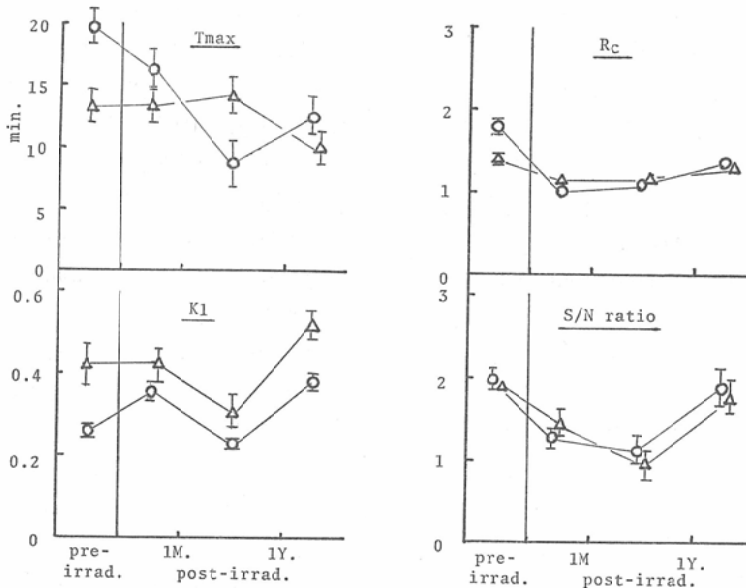 20
15
10
5
0
min.
Tmax
3
2
1
0
Rc
0.6
0.4
0.2
0
K1
pre-
irrad.
1M.
1Y.
post-irrad.
3
2
1
0
S/N ratio
pre-
irrad.
1M
1Y.
post-irrad.